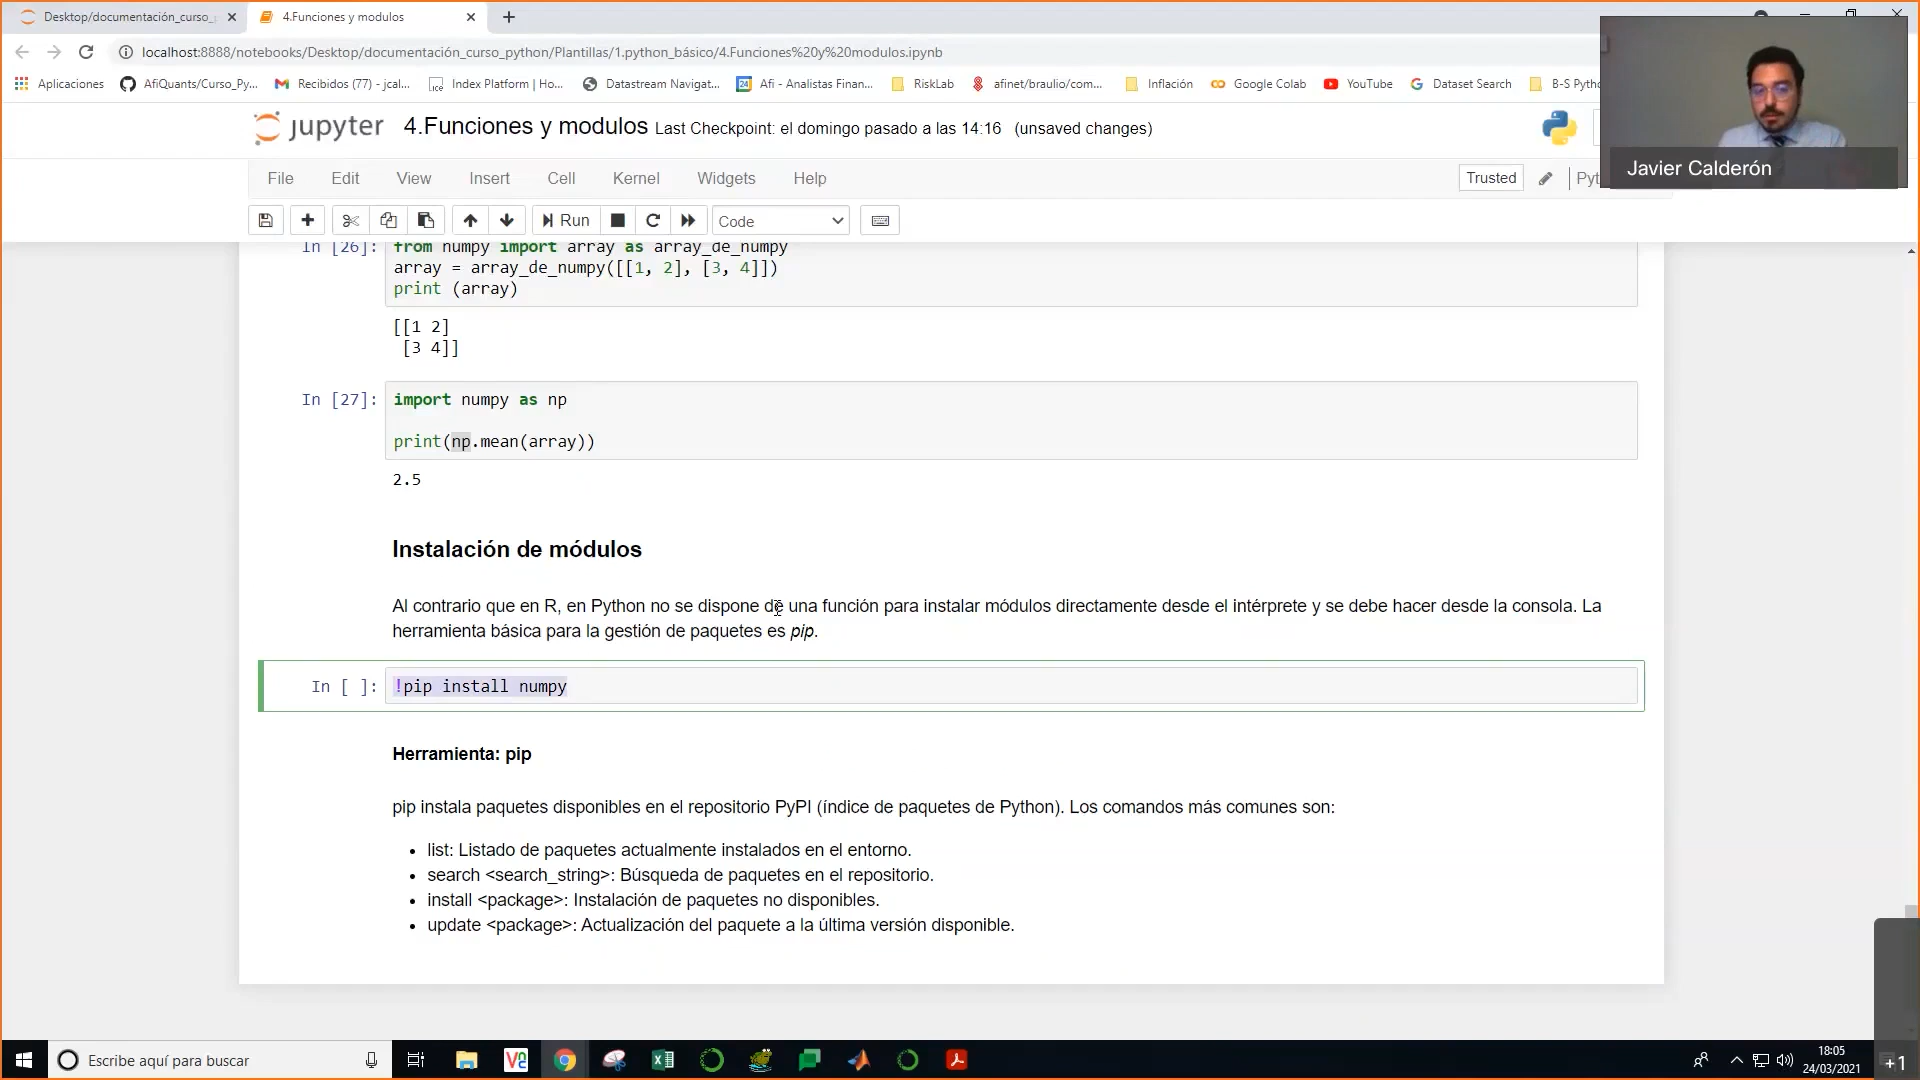 Desktop/documentación_curso_
4.Funciones y modulos
localhost:8888/notebooks/Desktop/documentación_curso_python/Plantillas/1.python_básico/4.Funciones%20y%20modulos.ipynb
Aplicaciones
AfiQuants/Curso_Py...
Recibidos (77) - jcal...
Index Platform | Ho...
Datastream Navigat...
Afi - Analistas Finan...
RiskLab
afinet/braulio/com...
Inflación
Google Colab
YouTube
Dataset Search
B-S Pytho
Javier Calderón
jupyter 4.Funciones y modulos Last Checkpoint: el domingo pasado a las 14:16 (unsaved changes)
File Edit View Insert Cell Kernel Widgets Help
Trusted
Pyt
Run
Code
In [26]: from numpy import array as array_de_numpy
array = array_de_numpy([[1, 2], [3, 4]])
print (array)
[[1 2]
[3 4]]
In [27]: import numpy as np
print(np.mean(array))
2.5
Instalación de módulos
Al contrario que en R, en Python no se dispone de una función para instalar módulos directamente desde el intérprete y se debe hacer desde la consola. La
herramienta básica para la gestión de paquetes es pip.
In [ ]: !pip install numpy
Herramienta: pip
pip instala paquetes disponibles en el repositorio PyPI (índice de paquetes de Python). Los comandos más comunes son:
• list: Listado de paquetes actualmente instalados en el entorno.
• search <search_string>: Búsqueda de paquetes en el repositorio.
• install <package>: Instalación de paquetes no disponibles.
• update <package>: Actualización del paquete a la última versión disponible.
Escribe aquí para buscar
18:05
24/03/2021
+1